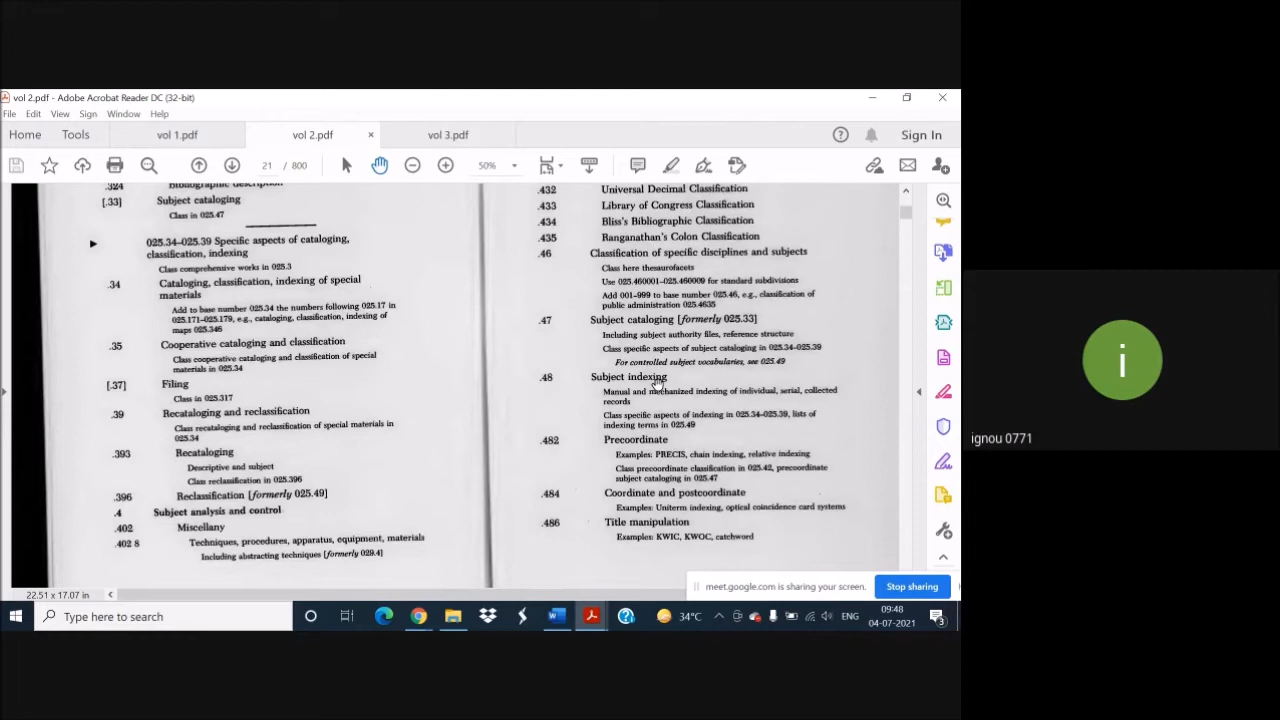 vol 2.pdf - Adobe Acrobat Reader DC (32-bit)
File Edit View Sign Window Help
Home Tools vol 1.pdf vol 2.pdf × vol 3.pdf Sign In
21 / 800 50%
.324 Bibliographic description
[.33] Subject cataloging
Class in 025.47
025.34–025.39 Specific aspects of cataloging,
classification, indexing
Class comprehensive works in 025.3
.34 Cataloging, classification, indexing of special
materials
Add to base number 025.34 the numbers following 025.17 in
025.171–025.179, e.g., cataloging, classification, indexing of
maps 025.346
.35 Cooperative cataloging and classification
Class cooperative cataloging and classification of special
materials in 025.34
[.37] Filing
Class in 025.317
.39 Recataloging and reclassification
Class recataloging and reclassification of special materials in
025.34
.393 Recataloging
Descriptive and subject
Class reclassification in 025.396
.396 Reclassification [formerly 025.49]
.4 Subject analysis and control
.402 Miscellany
.402 8 Techniques, procedures, apparatus, equipment, materials
Including abstracting techniques [formerly 029.4]
.432 Universal Decimal Classification
.433 Library of Congress Classification
.434 Bliss's Bibliographic Classification
.435 Ranganathan's Colon Classification
.46 Classification of specific disciplines and subjects
Class here thesaurofacets
Use 025.460001–025.460009 for standard subdivisions
Add 001–999 to base number 025.46, e.g., classification of
public administration 025.4635
.47 Subject cataloging [formerly 025.33]
Including subject authority files, reference structure
Class specific aspects of subject cataloging in 025.34–025.39
For controlled subject vocabularies, see 025.49
.48 Subject indexing
Manual and mechanized indexing of individual, serial, collected
records
Class specific aspects of indexing in 025.34–025.39, lists of
indexing terms in 025.49
.482 Precoordinate
Examples: PRECIS, chain indexing, relative indexing
Class precoordinate classification in 025.42, precoordinate
subject cataloging in 025.47
.484 Coordinate and postcoordinate
Examples: Uniterm indexing, optical coincidence card systems
.486 Title manipulation
Examples: KWIC, KWOC, catchword
22.51 x 17.07 in
meet.google.com is sharing your screen. Stop sharing
Type here to search
34°C ENG
09:48
04-07-2021
3
i
ignou 0771